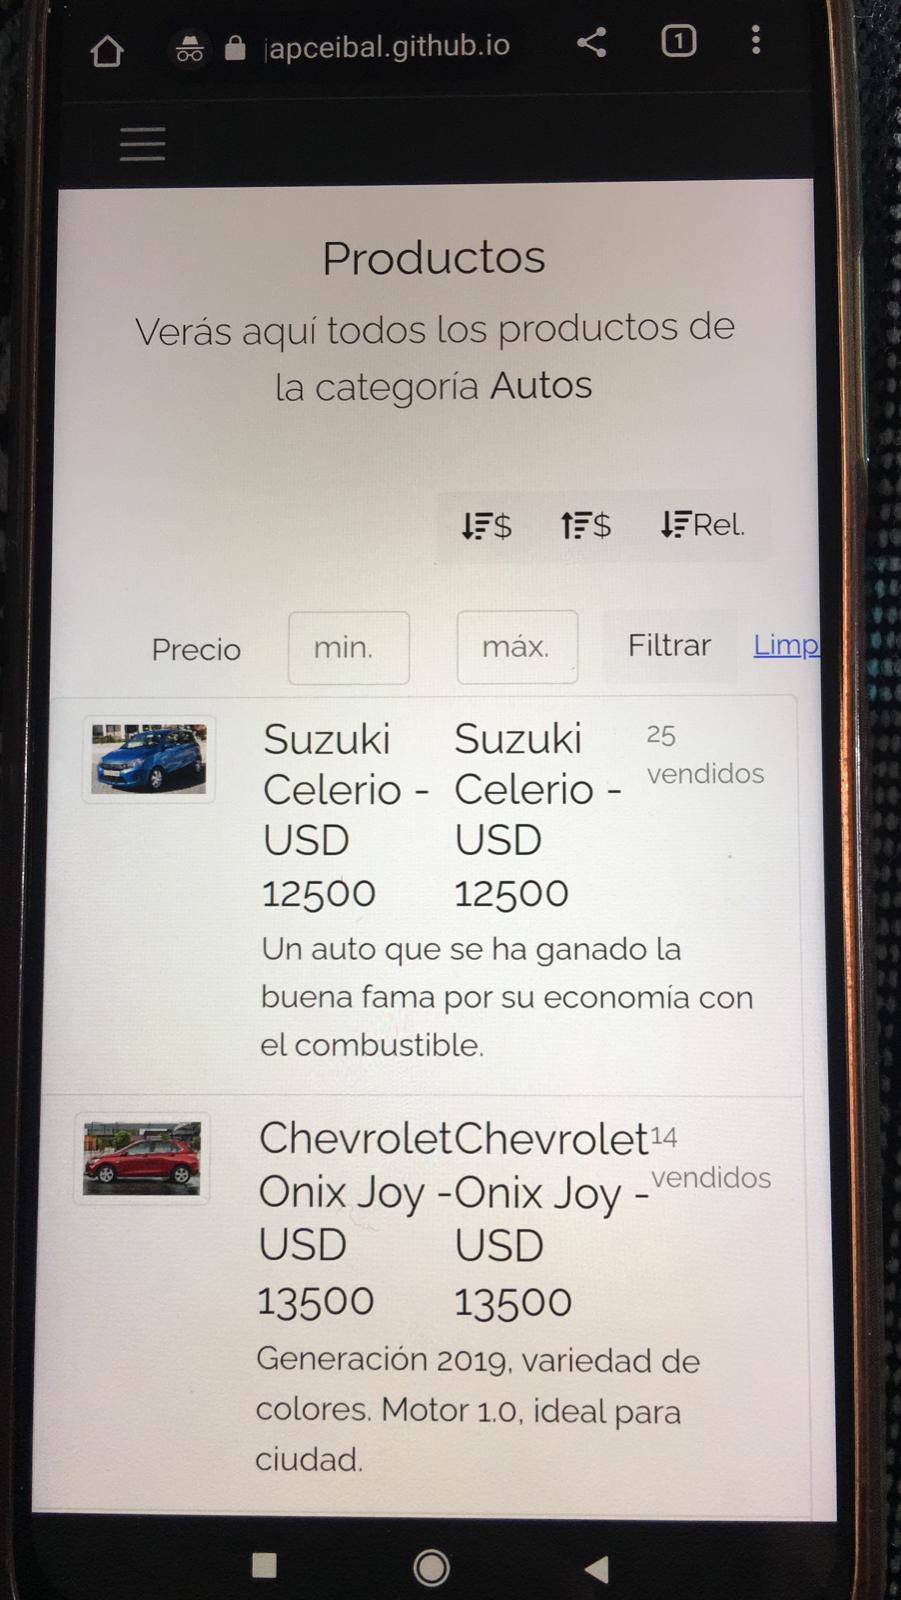 japceibal.github.io
1
Productos
Verás aquí todos los productos de
la categoría Autos
$ $ Rel.
Precio min. máx. Filtrar Limp
Suzuki Suzuki 25
Celerio - Celerio - vendidos
USD USD
12500 12500
Un auto que se ha ganado la
buena fama por su economía con
el combustible.
Chevrolet Chevrolet 14
Onix Joy - Onix Joy - vendidos
USD USD
13500 13500
Generación 2019, variedad de
colores. Motor 1.0, ideal para
ciudad.